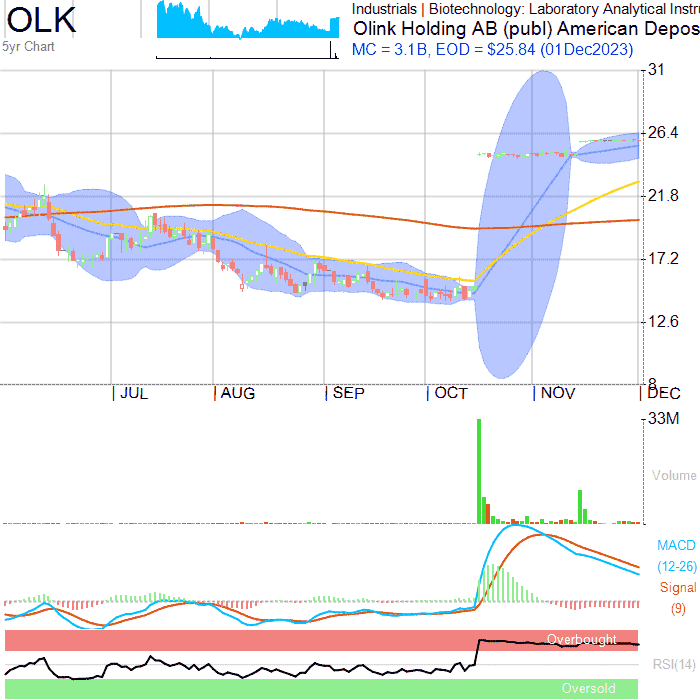 OLK
5yr Chart
Industrials | Biotechnology: Laboratory Analytical Instru
Olink Holding AB (publ) American Depos
MC = 3.1B, EOD = $25.84 (01Dec2023)
31
26.4
21.8
17.2
12.6
8
JUL
AUG
SEP
OCT
NOV
DEC
33M
Volume
MACD
(12-26)
Signal
(9)
Overbought
RSI(14)
Oversold